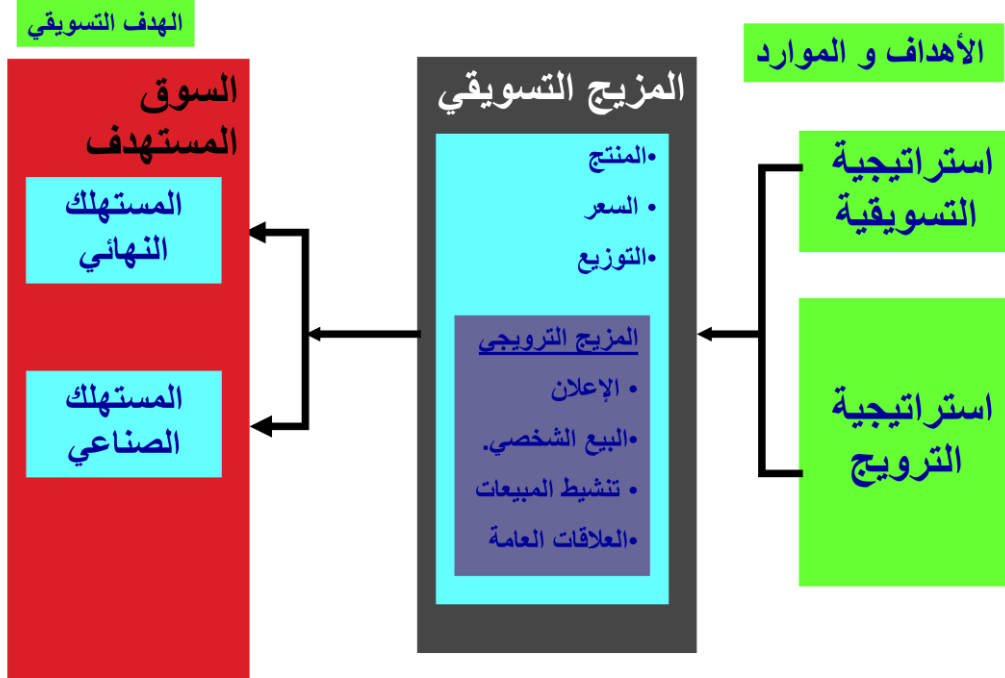 الأهداف و الموارد
استراتيجية
التسويقية
استراتيجية
الترويج
المزيج التسويقي
•المنتج
• السعر
•التوزيع
المزيج الترويجي
• الإعلان
•البيع الشخصي.
• تنشيط المبيعات
•العلاقات العامة
الهدف التسويقي
السوق
المستهدف
المستهلك
النهائي
المستهلك
الصناعي